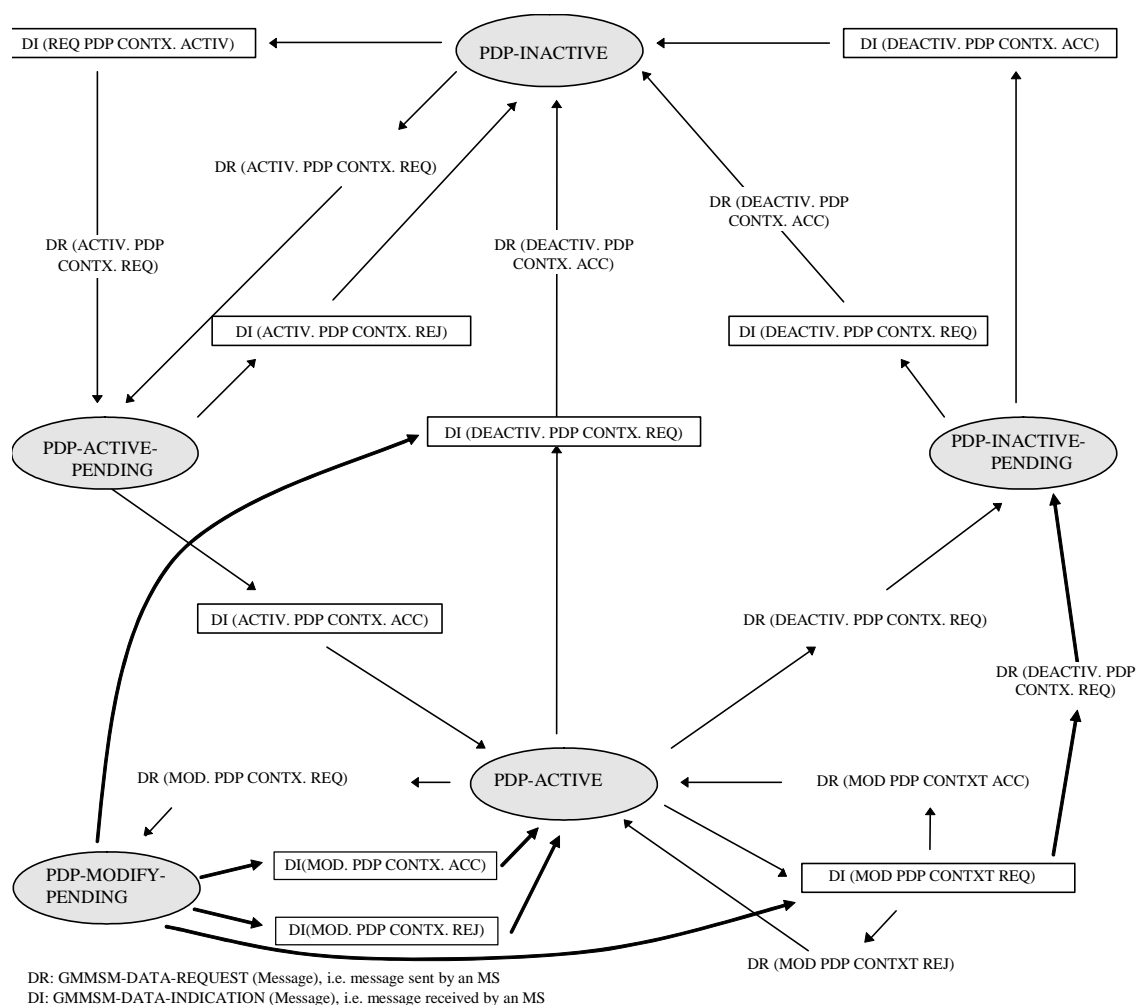 DI (REQ PDP CONTX. ACTIV)
PDP-INACTIVE
DI (DEACTIV. PDP CONTX. ACC)
DR (ACTIV. PDP CONTX. REQ)
DR (DEACTIV. PDP
CONTX. ACC)
DR (ACTIV. PDP
CONTX. REQ)
DR (DEACTIV. PDP
CONTX. ACC)
DI (ACTIV. PDP CONTX. REJ)
DI (DEACTIV. PDP CONTX. REQ)
PDP-ACTIVE-
PENDING
DI (DEACTIV. PDP CONTX. REQ)
PDP-INACTIVE-
PENDING
DI (ACTIV. PDP CONTX. ACC)
DR (DEACTIV. PDP CONTX. REQ)
DR (DEACTIV. PDP
CONTX. REQ)
DR (MOD. PDP CONTX. REQ)
PDP-ACTIVE
DR (MOD PDP CONTXT ACC)
PDP-MODIFY-
PENDING
DI(MOD. PDP CONTX. ACC)
DI (MOD PDP CONTXT REQ)
DI(MOD. PDP CONTX. REJ)
DR (MOD PDP CONTXT REJ)
DR: GMMSM-DATA-REQUEST (Message), i.e. message sent by an MS
DI: GMMSM-DATA-INDICATION (Message), i.e. message received by an MS